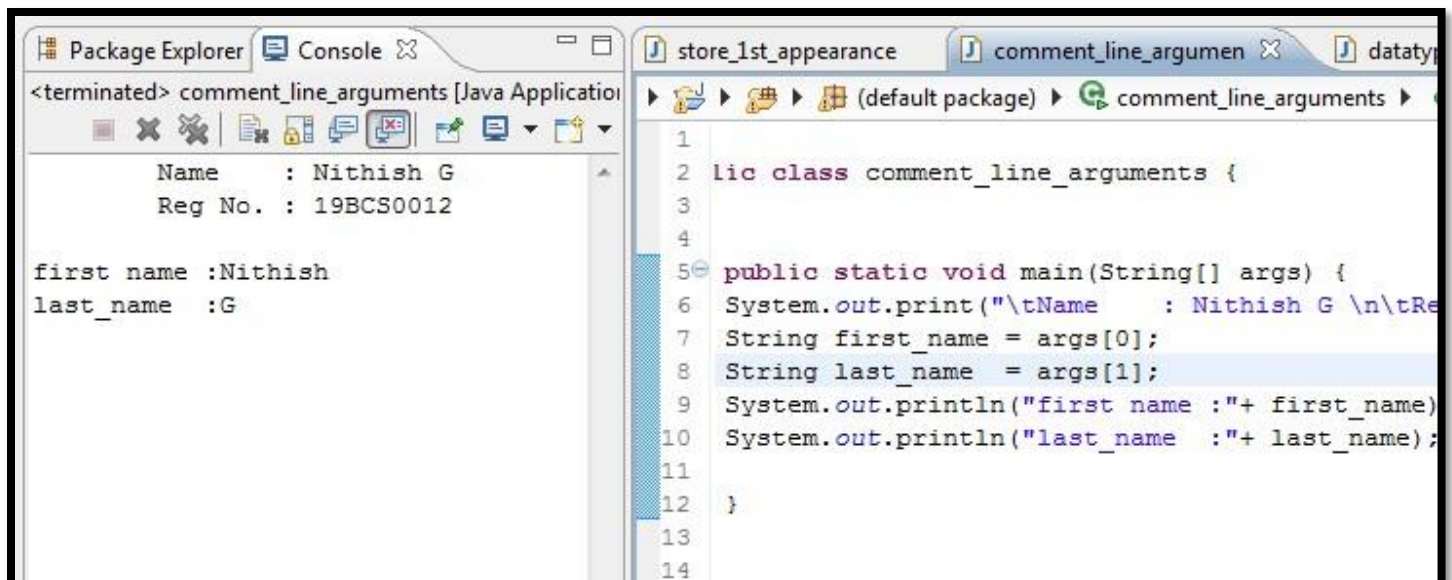 Package Explorer Console
<terminated> comment_line_arguments [Java Application
Name : Nithish G
Reg No. : 19BCS0012
first name :Nithish
last_name :G
store_1st_appearance comment_line_argumen dataty
(default package) comment_line_arguments
1
2 lic class comment_line_arguments {
3
4
5 public static void main(String[] args) {
6 System.out.print("\tName : Nithish G \n\tRe
7 String first_name = args[0];
8 String last_name = args[1];
9 System.out.println("first name :"+ first_name)
10 System.out.println("last_name :"+ last_name);
11
12 }
13
14